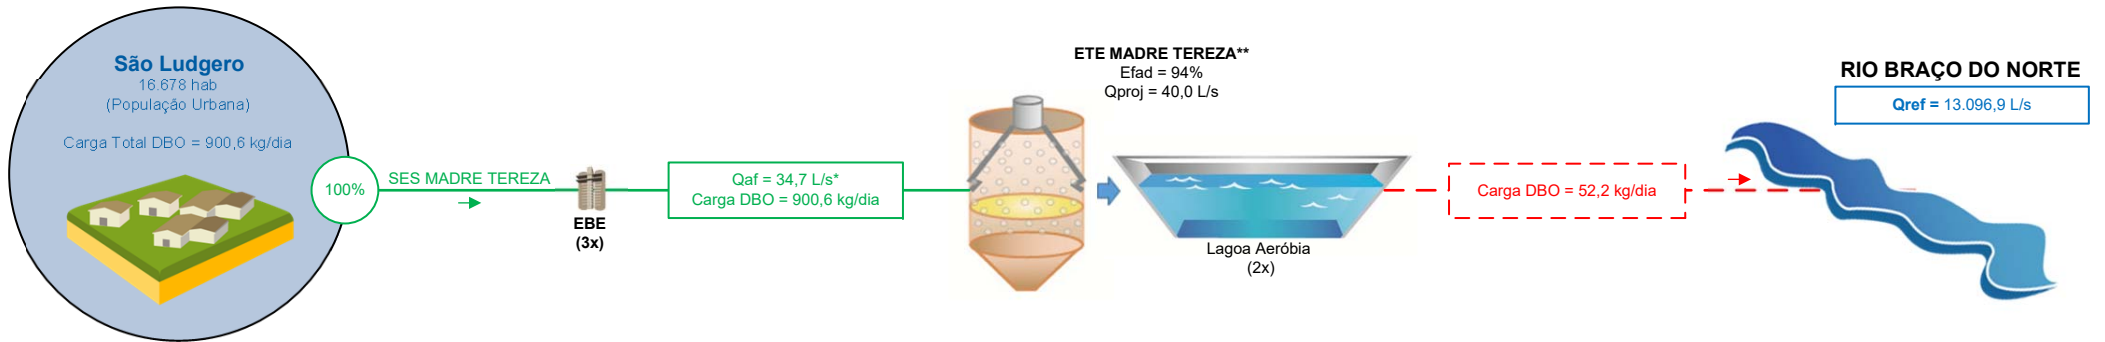 São Ludgero
16.678 hab
(População Urbana)
Carga Total DBO = 900,6 kg/dia
100%
SES MADRE TEREZA
EBE
(3x)
Qaf = 34,7 L/s*
Carga DBO = 900,6 kg/dia
ETE MADRE TEREZA**
Efad = 94%
Qproj = 40,0 L/s
Lagoa Aeróbia
(2x)
Carga DBO = 52,2 kg/dia
RIO BRAÇO DO NORTE
Qref = 13.096,9 L/s